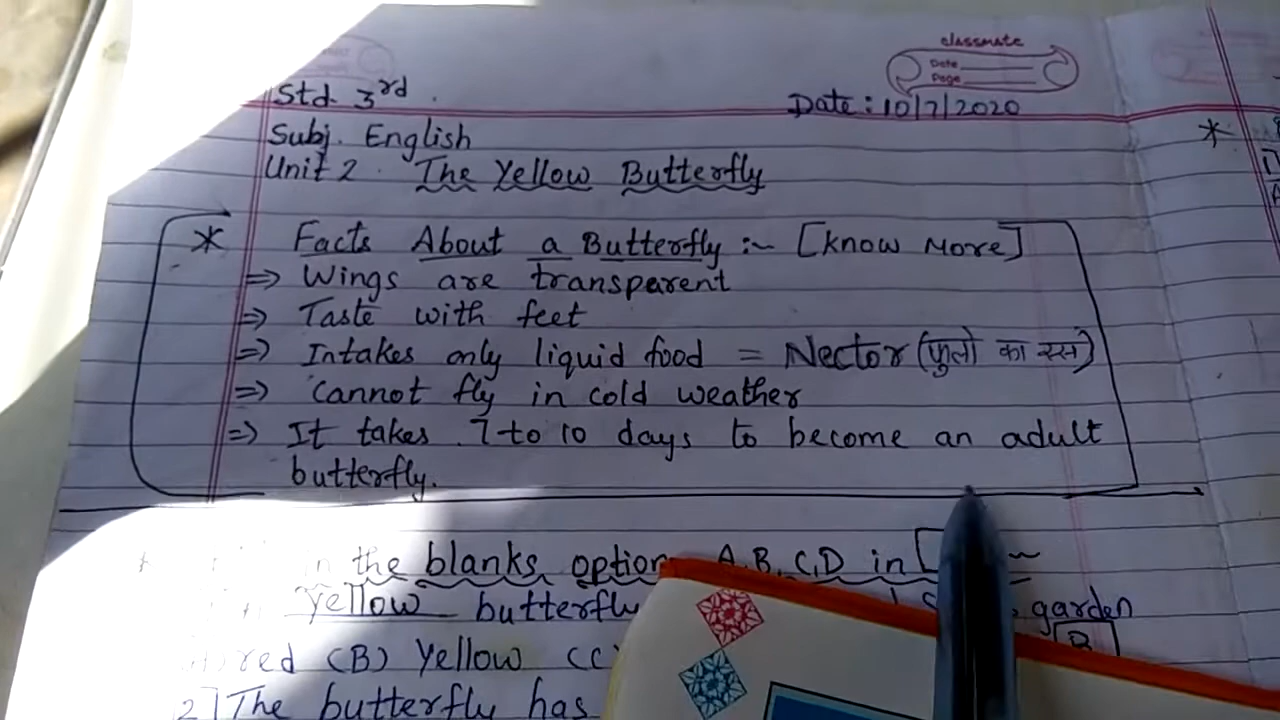 classmate
Date
Page
Std. 3rd.
Date : 10/7/2020
Subj. English
Unit 2. The Yellow Butterfly
* Facts About a Butterfly :~ [Know More]
⇒ Wings are transparent
⇒ Taste with feet
⇒ Intakes only liquid food = Nector (फुलो का रस)
⇒ Cannot fly in cold weather
⇒ It takes 7 to 10 days to become an adult
butterfly.
in the blanks option A, B, C, D in [
Yellow butterfly garden
B
red (B) Yellow (C
2] The butterfly has
*